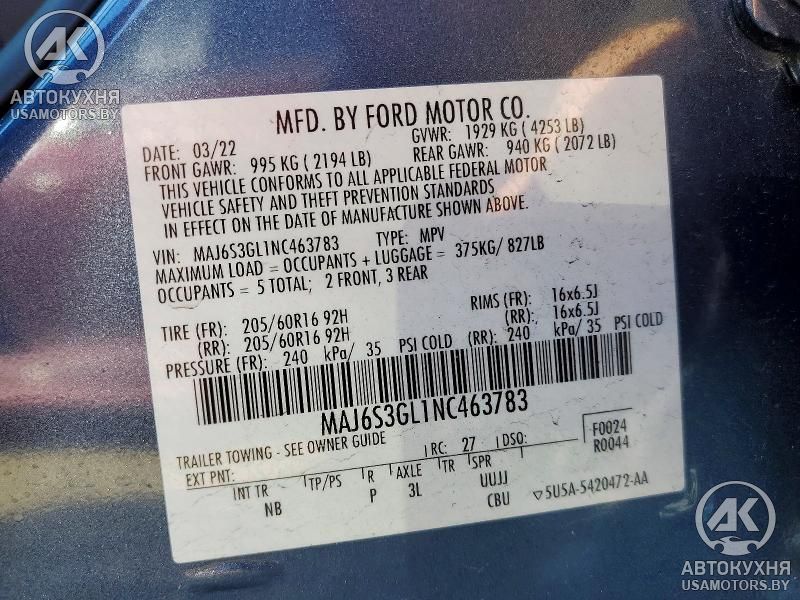 AK
АВТОКУХНЯ
USAMOTORS.BY
MFD. BY FORD MOTOR CO.
DATE: 03/22 GVWR: 1929 KG ( 4253 LB)
FRONT GAWR: 995 KG ( 2194 LB) REAR GAWR: 940 KG ( 2072 LB)
THIS VEHICLE CONFORMS TO ALL APPLICABLE FEDERAL MOTOR
VEHICLE SAFETY AND THEFT PREVENTION STANDARDS
IN EFFECT ON THE DATE OF MANUFACTURE SHOWN ABOVE.
VIN: MAJ6S3GL1NC463783 TYPE: MPV
MAXIMUM LOAD = OCCUPANTS + LUGGAGE = 375KG/ 827LB
OCCUPANTS = 5 TOTAL; 2 FRONT, 3 REAR
TIRE (FR): 205/60R16 92H RIMS (FR): 16x6.5J
(RR): 205/60R16 92H (RR): 16x6.5J
PRESSURE (FR): 240 kPa/ 35 PSI COLD (RR): 240 kPa/ 35 PSI COLD
MAJ6S3GL1NC463783
TRAILER TOWING - SEE OWNER GUIDE
RC: 27 DSO: F0024
EXT PNT: R0044
INT TR TP/PS R AXLE TR SPR
NB P 3L UUJJ
CBU 5U5A-5420472-AA
AK
АВТОКУХНЯ
USAMOTORS.BY